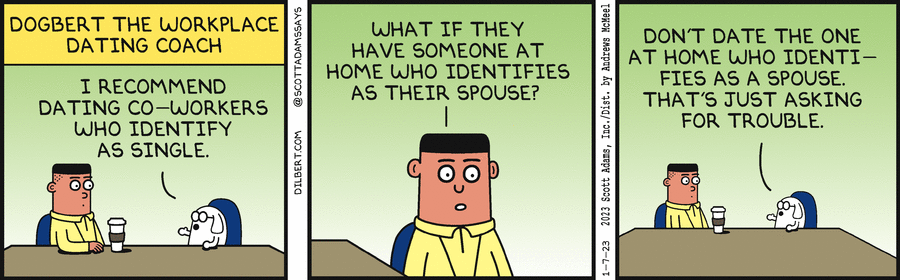 DOGBERT THE WORKPLACE
DATING COACH
I RECOMMEND
DATING CO-WORKERS
WHO IDENTIFY
AS SINGLE.
DILBERT.COM @SCOTTADAMSSAYS
WHAT IF THEY
HAVE SOMEONE AT
HOME WHO IDENTIFIES
AS THEIR SPOUSE?
1-7-23 2023 Scott Adams, Inc./Dist. by Andrews McMeel
DON'T DATE THE ONE
AT HOME WHO IDENTI-
FIES AS A SPOUSE.
THAT'S JUST ASKING
FOR TROUBLE.